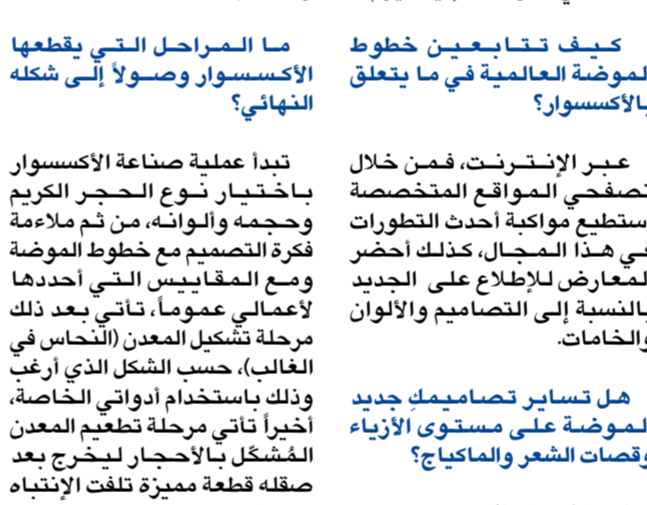 كيف تتابعين خطوط
لموضة العالمية في ما يتعلق
بالأكسسوار؟
عبر الإنترنت، فمن خلال
تصفحي المواقع المتخصصة
ستطيع مواكبة أحدث التطورات
في هذا المجال، كذلك أحضر
لمعارض للإطلاع على الجديد
بالنسبة إلى التصاميم والألوان
والخامات.
هل تساير تصاميمكِ جديد
لموضة على مستوى الأزياء
وقصات الشعر والماكياج؟
ما المراحل التي يقطعها
الأكسسوار وصولاً إلى شكله
النهائي؟
تبدأ عملية صناعة الأكسسوار
باختيار نوع الحجر الكريم
وحجمه وألوانه، من ثم ملاءمة
فكرة التصميم مع خطوط الموضة
ومع المقاييس التي أحددها
لأعمالي عموماً، تأتي بعد ذلك
مرحلة تشكيل المعدن (النحاس في
الغالب)، حسب الشكل الذي أرغب
وذلك باستخدام أدواتي الخاصة،
أخيراً تأتي مرحلة تطعيم المعدن
المُشكّل بالأحجار ليخرج بعد
صقله قطعة مميزة تلفت الإنتباه